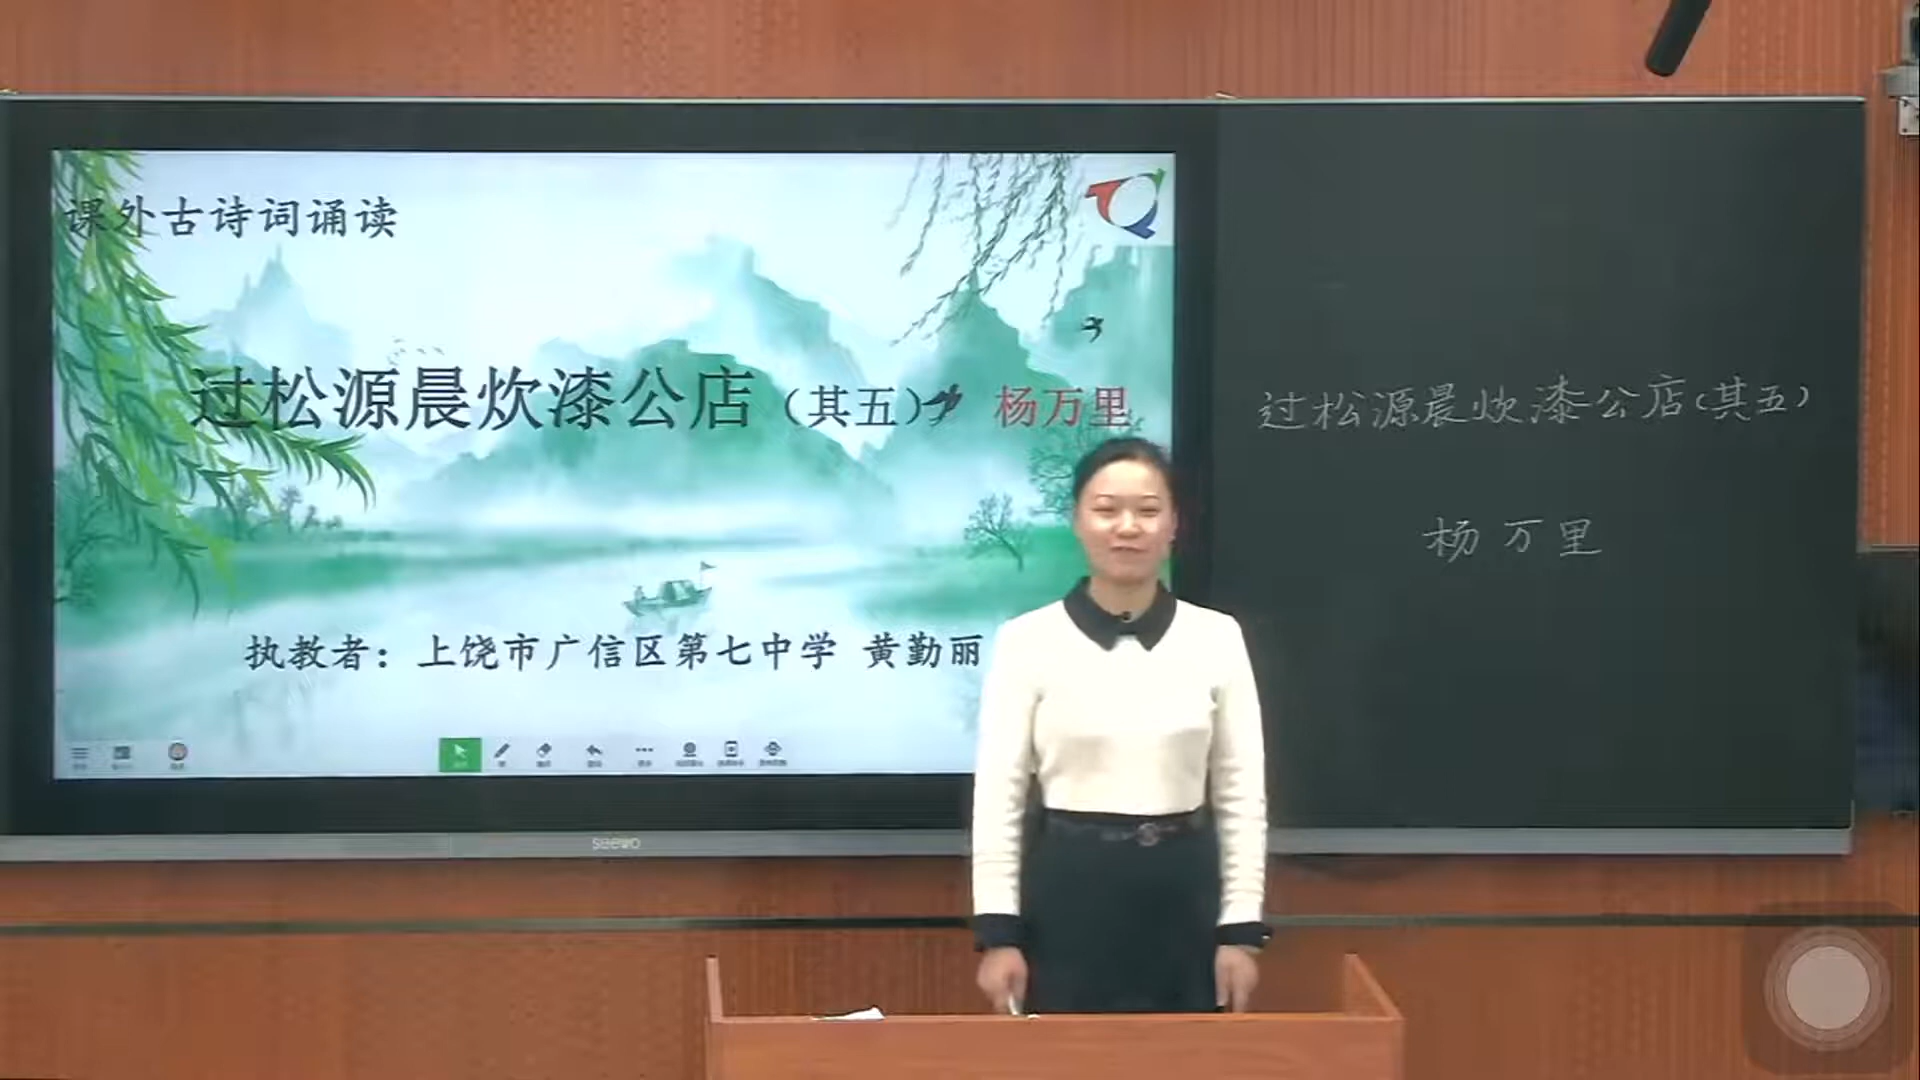 课外古诗词诵读
过松源晨炊漆公店（其五） 杨万里
执教者：上饶市广信区第七中学 黄勤丽
seewo
过松源晨炊漆公店(其五)
杨万里